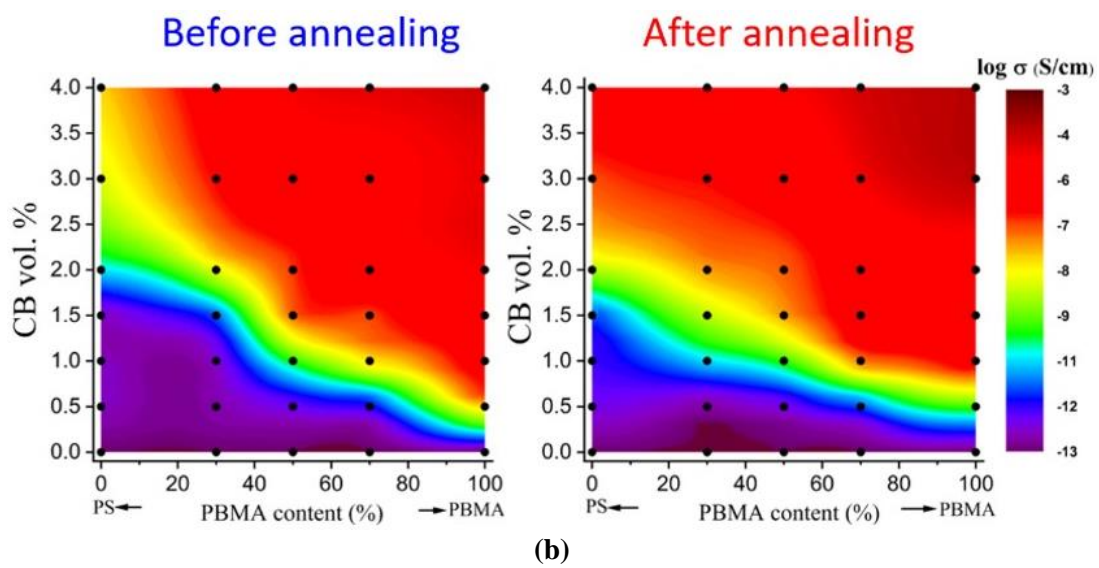 Before annealing
After annealing
log σ (S/cm)
CB vol. %
4.0
3.5
3.0
2.5
2.0
1.5
1.0
0.5
0.0
0 20 40 60 80 100
PS← PBMA content (%) →PBMA
CB vol. %
4.0
3.5
3.0
2.5
2.0
1.5
1.0
0.5
0.0
0 20 40 60 80 100
PS← PBMA content (%) →PBMA
-3
-4
-6
-7
-8
-9
-11
-12
-13
(b)